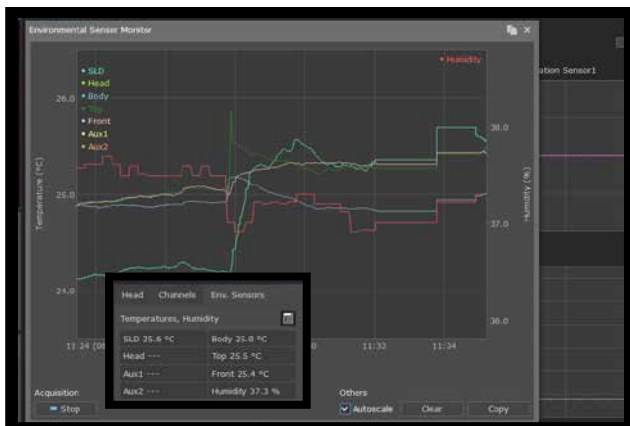 Environmental Sensor Monitor
SLD
Head
Body
Top
Front
Aux1
Aux2
Humidity
ation Sensor1
26.0
25.0
24.0
Temperature (°C)
38.0
37.0
36.0
Humidity (%)
11:24
11:32
11:34
Head Channels Env. Sensors
Temperatures, Humidity
SLD 25.6 °C Body 25.0 °C
Head --- Top 25.5 °C
Aux1 --- Front 25.4 °C
Aux2 --- Humidity 37.3 %
Acquisition
Stop
Others
Autoscale Clear Copy